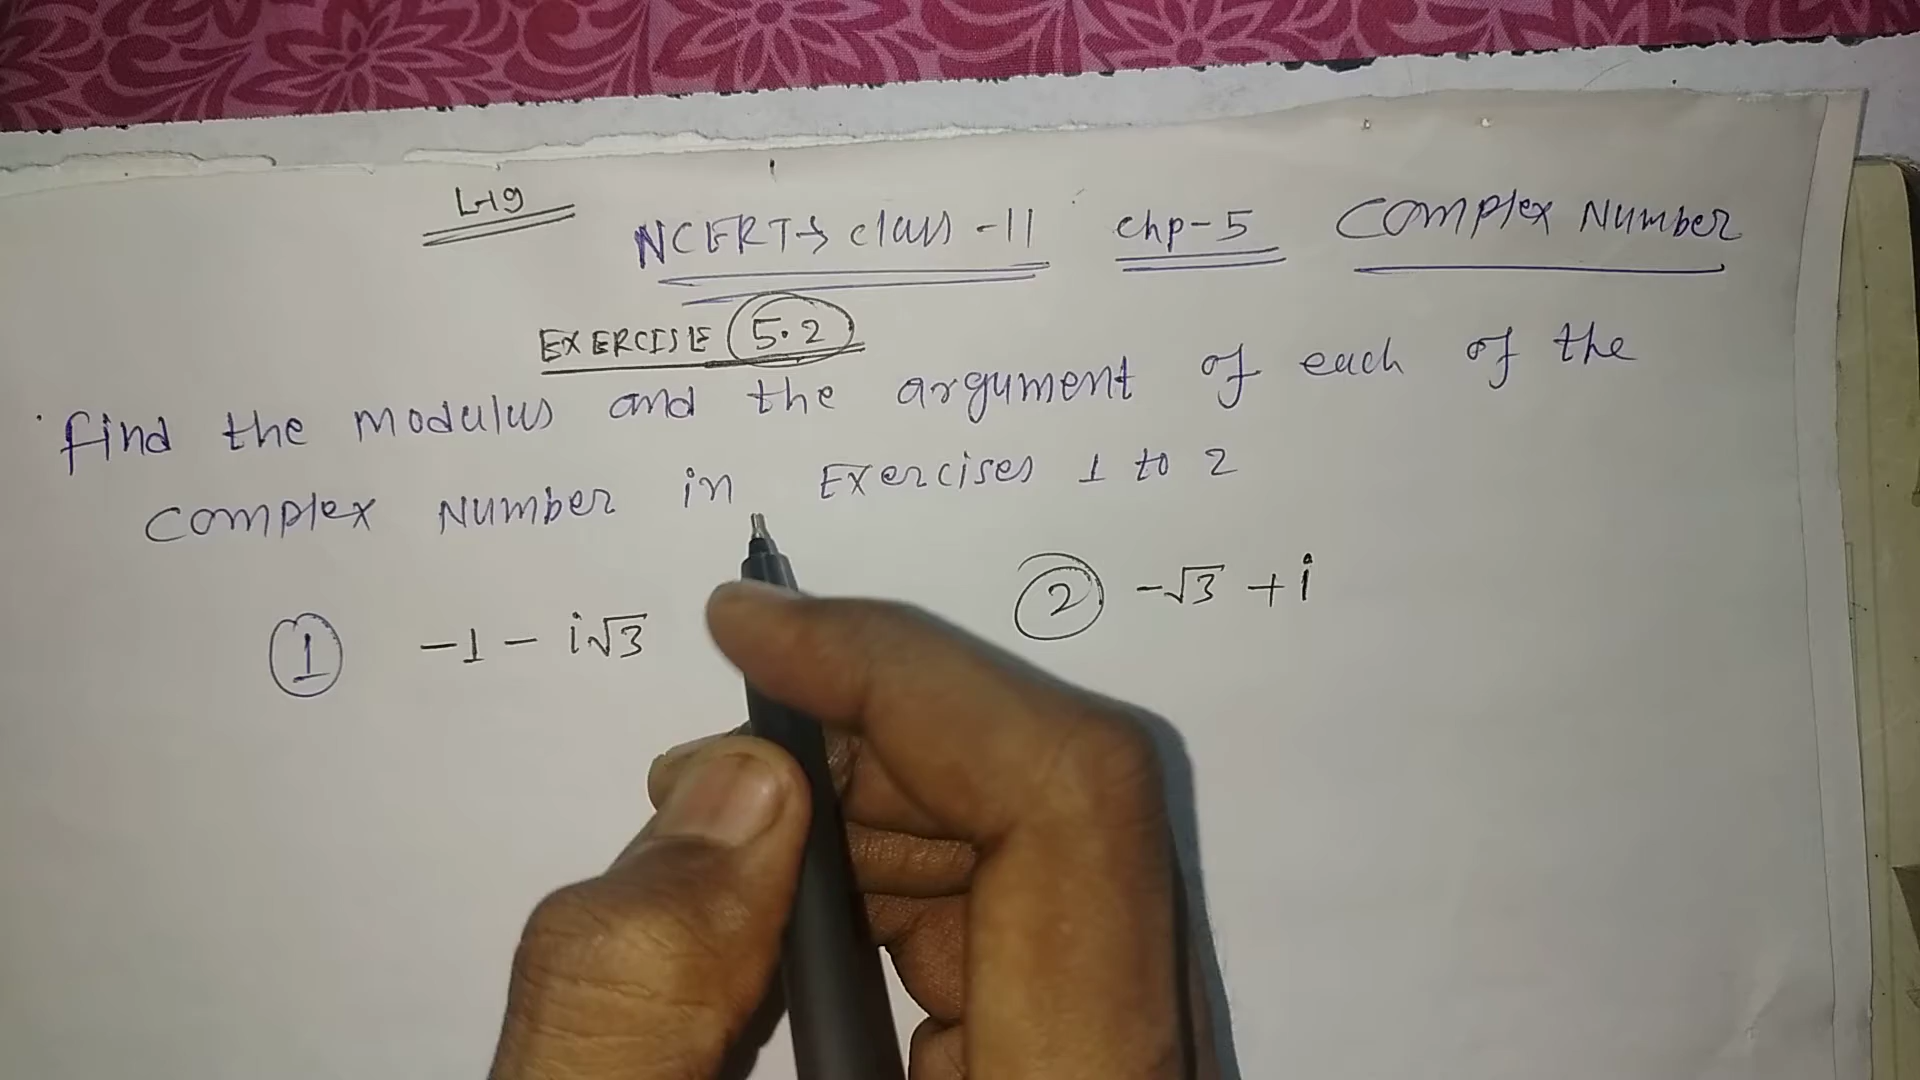 L-19
NCERT→ class -11 chp-5 Complex Number
EXERCISE 5.2
find the modulus and the argument of each of the
complex Number in Exercises 1 to 2
① -1 - i√3 ② -√3 + i